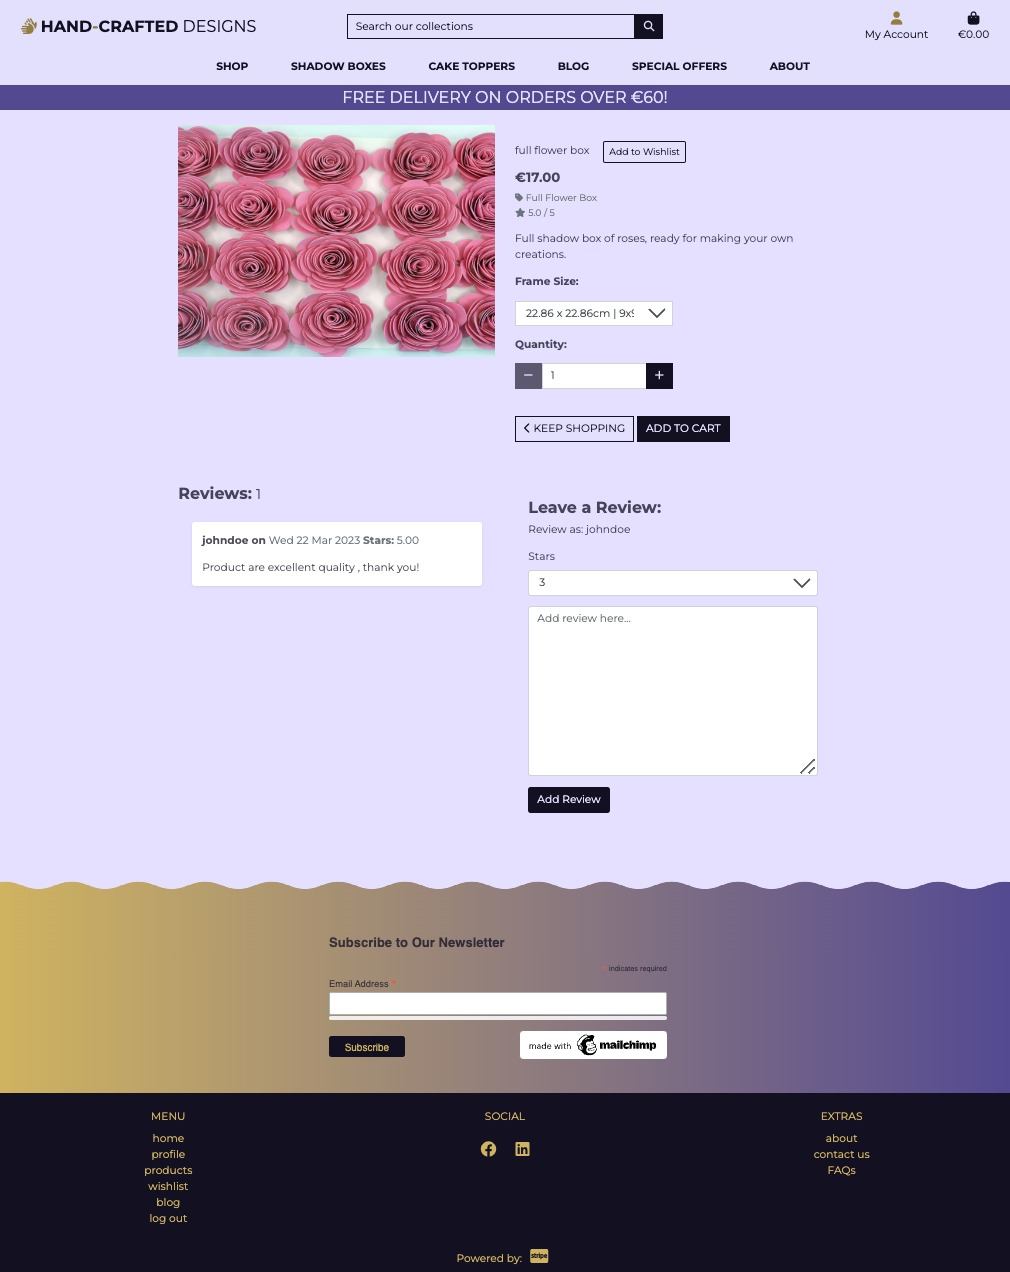 HAND-CRAFTED DESIGNS
Search our collections
My Account
€0.00
SHOP
SHADOW BOXES
CAKE TOPPERS
BLOG
SPECIAL OFFERS
ABOUT
FREE DELIVERY ON ORDERS OVER €60!
full flower box
Add to Wishlist
€17.00
Full Flower Box
5.0 / 5
Full shadow box of roses, ready for making your own
creations.
Frame Size:
22.86 x 22.86cm | 9x
Quantity:
− 1 +
KEEP SHOPPING
ADD TO CART
Reviews: 1
johndoe on Wed 22 Mar 2023 Stars: 5.00
Product are excellent quality , thank you!
Leave a Review:
Review as: johndoe
Stars
3
Add review here...
Add Review
Subscribe to Our Newsletter
* indicates required
Email Address *
Subscribe
made with mailchimp
MENU
home
profile
products
wishlist
blog
log out
SOCIAL
EXTRAS
about
contact us
FAQs
Powered by: stripe